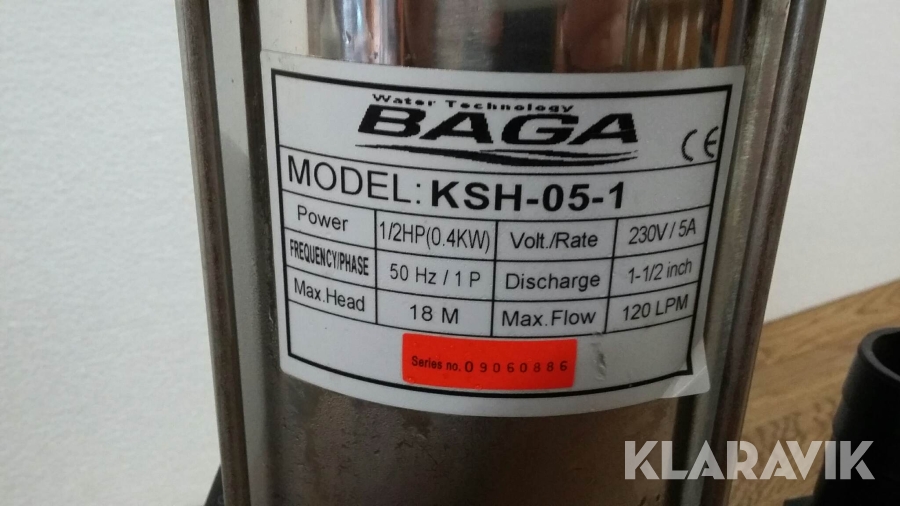 Water Technology
BAGA
CE
MODEL: KSH-05-1
Power 1/2HP(0.4KW) Volt./Rate 230V / 5A
FREQUENCY/PHASE 50 Hz / 1 P Discharge 1-1/2 inch
Max.Head 18 M Max.Flow 120 LPM
Series no. 09060886
KLARAVIK